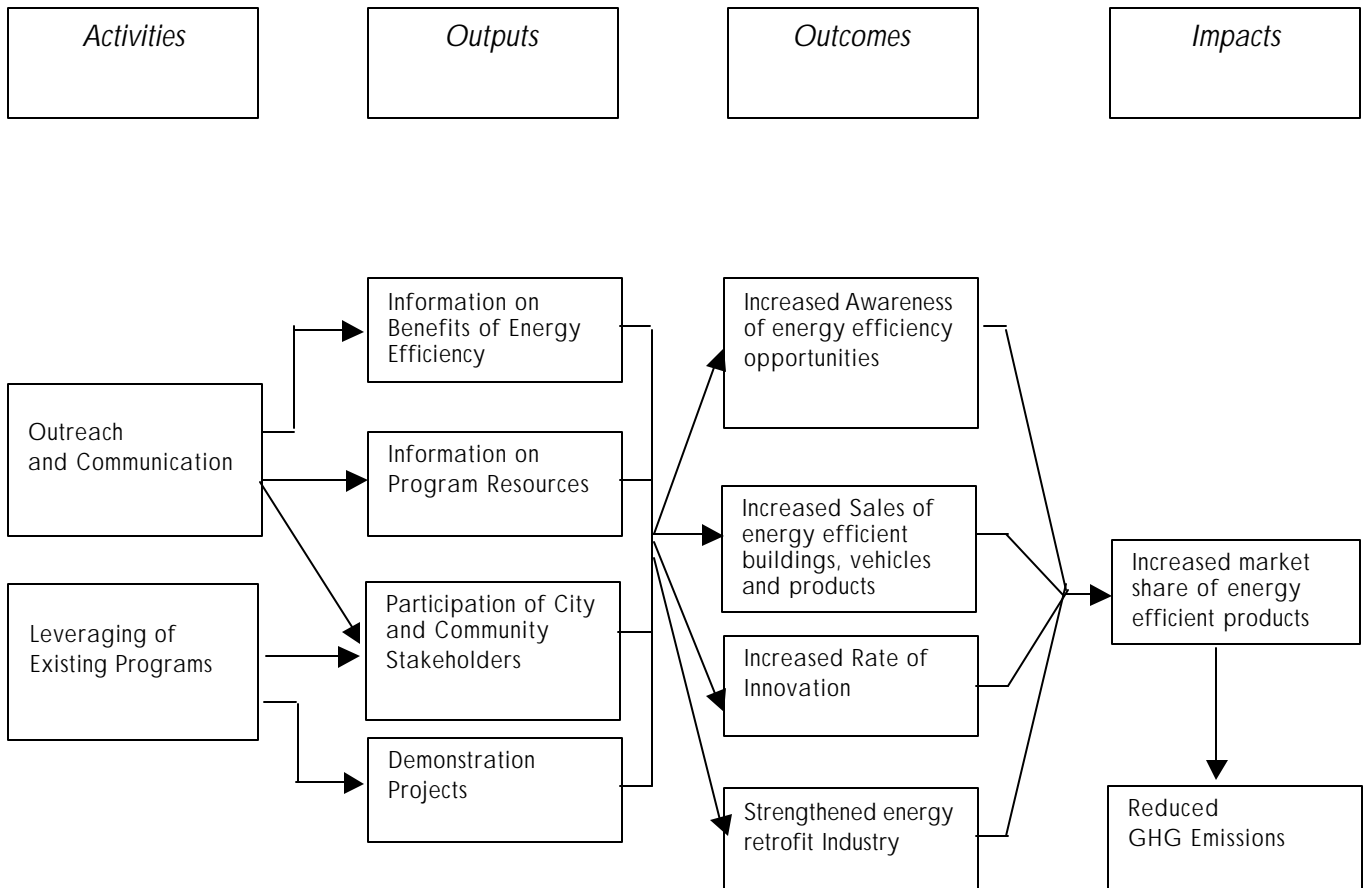 Activities
Outputs
Outcomes
Impacts
Outreach
and Communication
Leveraging of
Existing Programs
Information on
Benefits of Energy
Efficiency
Information on
Program Resources
Participation of City
and Community
Stakeholders
Demonstration
Projects
Increased Awareness
of energy efficiency
opportunities
Increased Sales of
energy efficient
buildings, vehicles
and products
Increased Rate of
Innovation
Strengthened energy
retrofit Industry
Increased market
share of energy
efficient products
Reduced
GHG Emissions